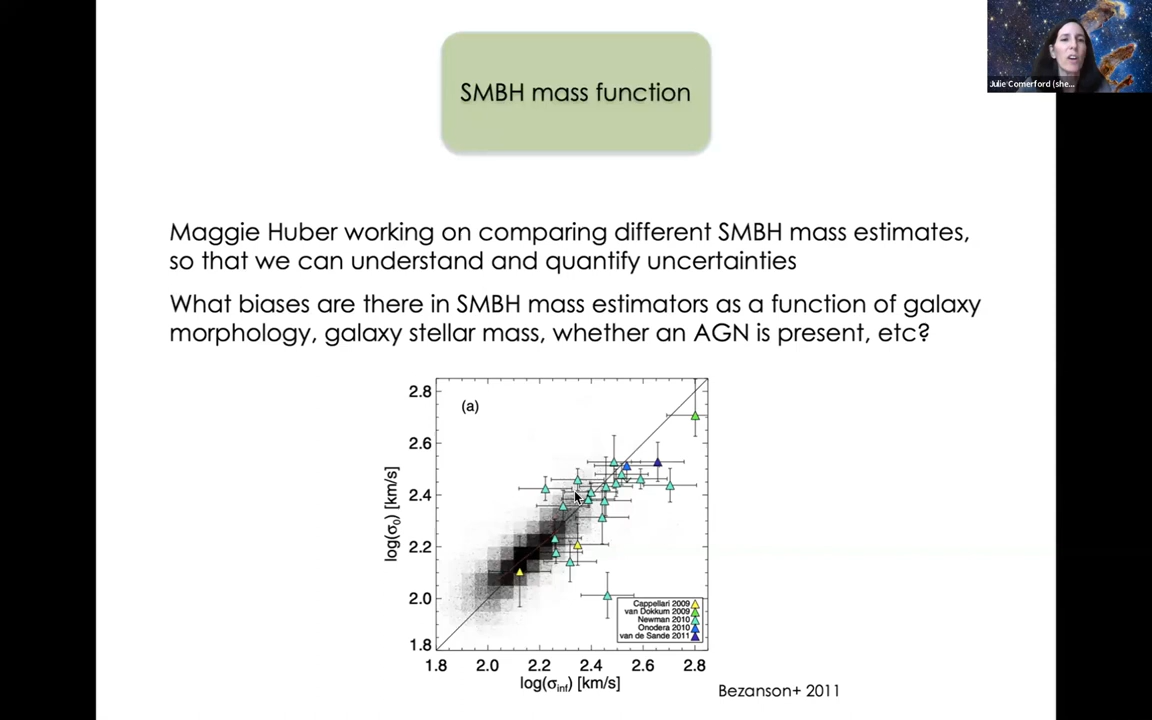 SMBH mass function
Julie Comerford (she...
Maggie Huber working on comparing different SMBH mass estimates,
so that we can understand and quantify uncertainties
What biases are there in SMBH mass estimators as a function of galaxy
morphology, galaxy stellar mass, whether an AGN is present, etc?
(a)
2.8
2.6
2.4
2.2
2.0
1.8
log(σ₀) [km/s]
Cappellari 2009
van Dokkum 2009
Newman 2010
Onodera 2010
van de Sande 2011
1.8 2.0 2.2 2.4 2.6 2.8
log(σinf) [km/s]
Bezanson+ 2011